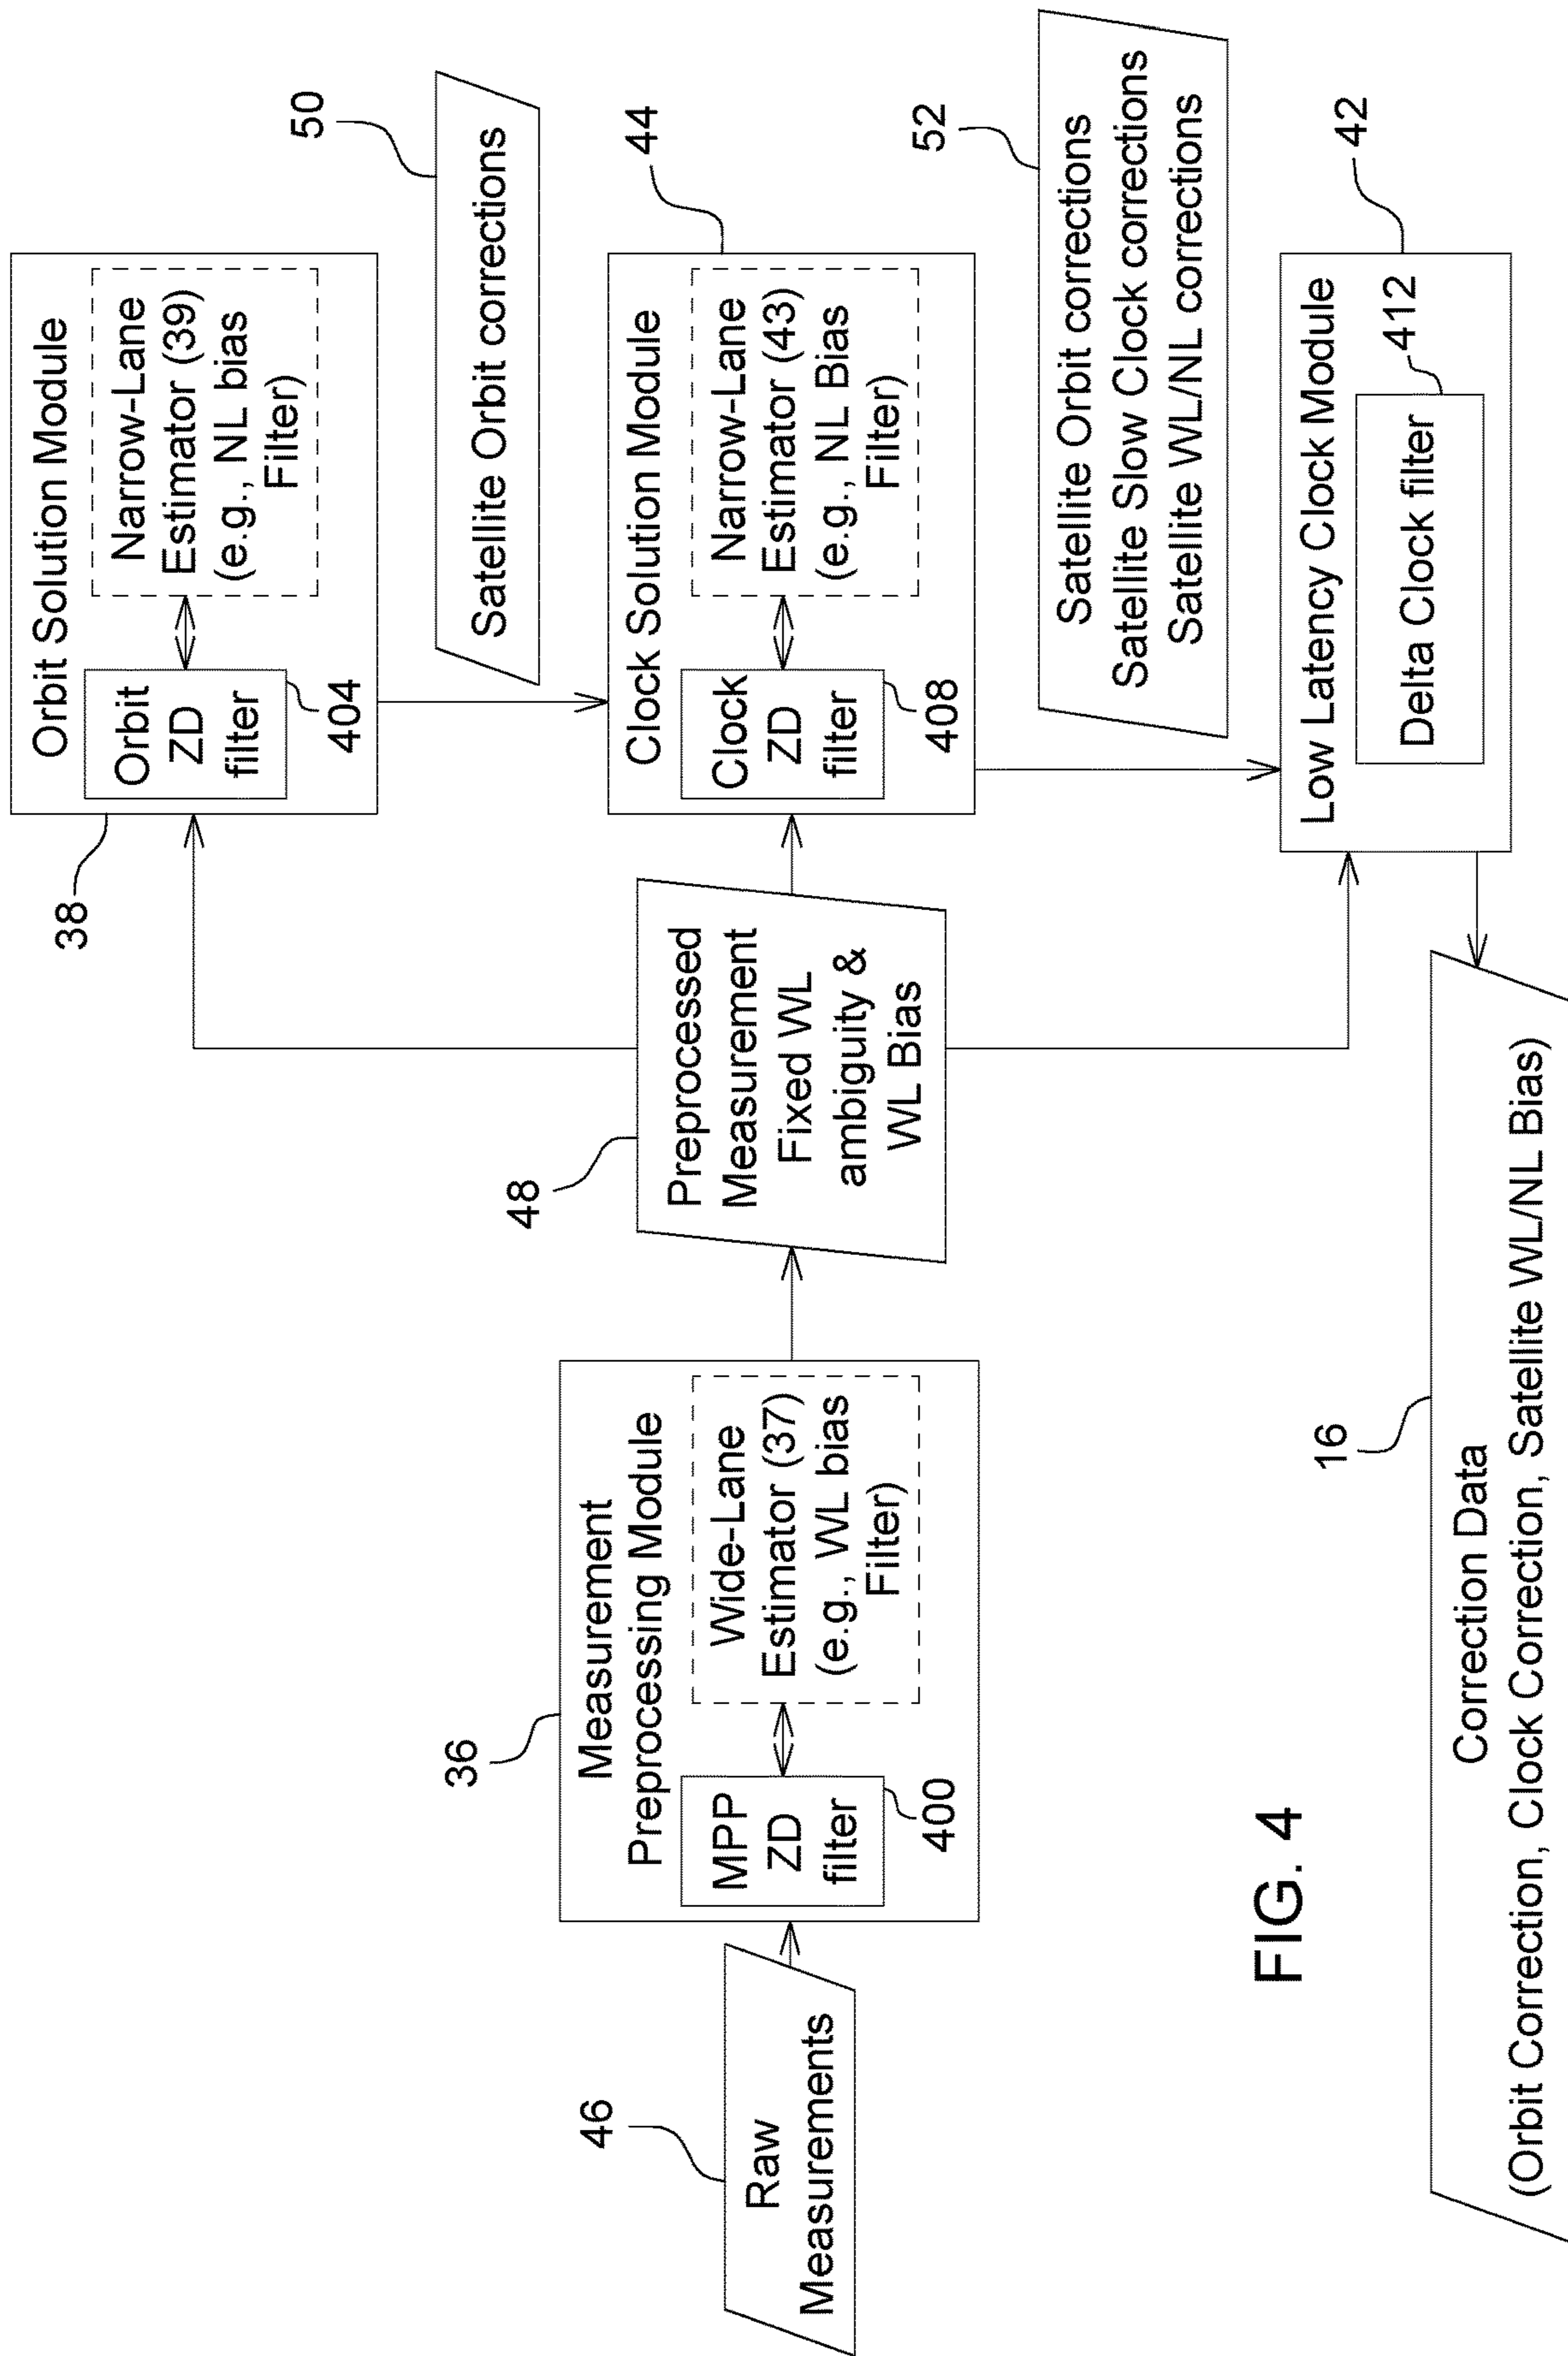 46
Raw
Measurements
36
Measurement
Preprocessing Module
MPP
ZD
filter
400
Wide-Lane
Estimator (37)
(e.g., WL bias
Filter)
48
Preprocessed
Measurement
Fixed WL
ambiguity &
WL Bias
38
Orbit Solution Module
Orbit
ZD
filter
404
Narrow-Lane
Estimator (39)
(e.g., NL bias
Filter)
50
Satellite Orbit corrections
44
Clock Solution Module
Clock
ZD
filter
408
Narrow-Lane
Estimator (43)
(e.g., NL Bias
Filter)
52
Satellite Orbit corrections
Satellite Slow Clock corrections
Satellite WL/NL corrections
42
Low Latency Clock Module
412
Delta Clock filter
16
Correction Data
(Orbit Correction, Clock Correction, Satellite WL/NL Bias)
FIG. 4